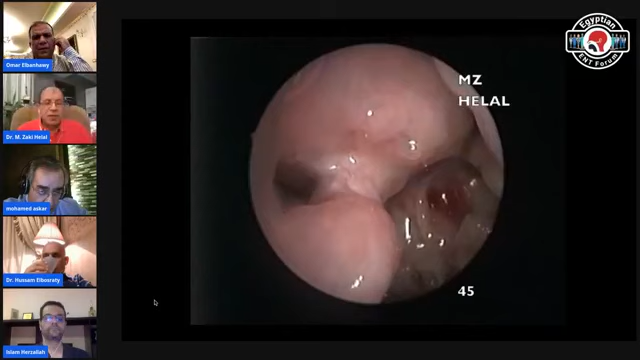 Omar Elbanhawy
Dr. M. Zaki Helal
mohamed askar
Dr. Hussam Elbosraty
Islam Herzallah
MZ
HELAL
45
Egyptian
ENT Forum